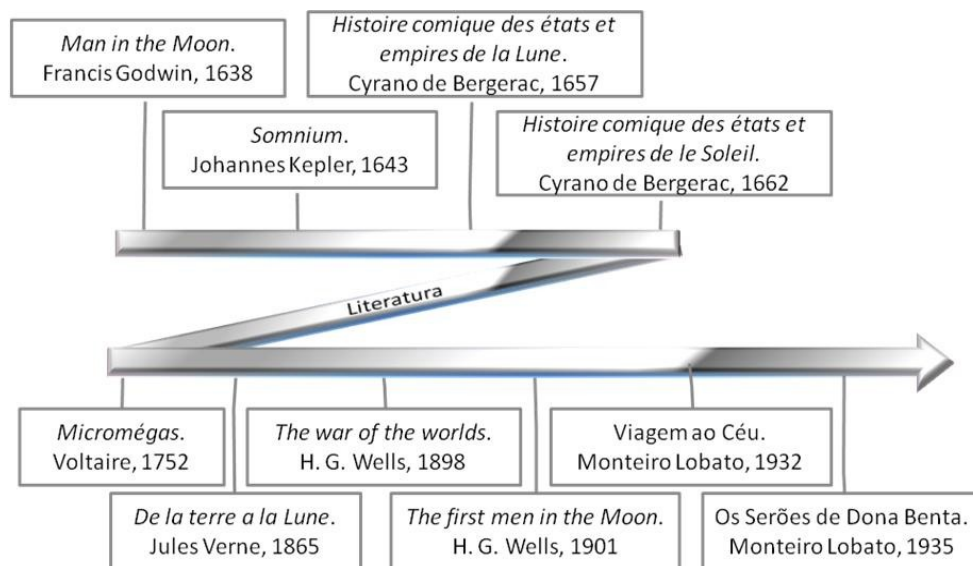 Man in the Moon.
Francis Godwin, 1638
Histoire comique des états et
empires de la Lune.
Cyrano de Bergerac, 1657
Somnium.
Johannes Kepler, 1643
Histoire comique des états et
empires de le Soleil.
Cyrano de Bergerac, 1662
Literatura
Micromégas.
Voltaire, 1752
The war of the worlds.
H. G. Wells, 1898
Viagem ao Céu.
Monteiro Lobato, 1932
De la terre a la Lune.
Jules Verne, 1865
The first men in the Moon.
H. G. Wells, 1901
Os Serões de Dona Benta.
Monteiro Lobato, 1935